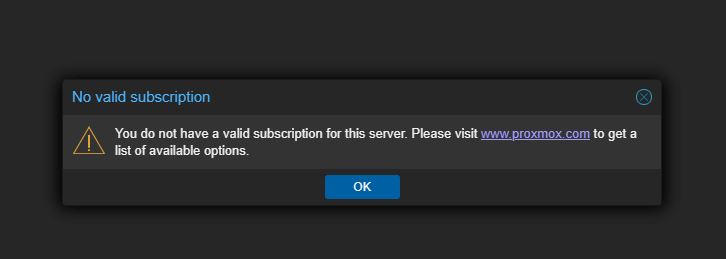 No valid subscription
You do not have a valid subscription for this server. Please visit www.proxmox.com to get a
list of available options.
OK